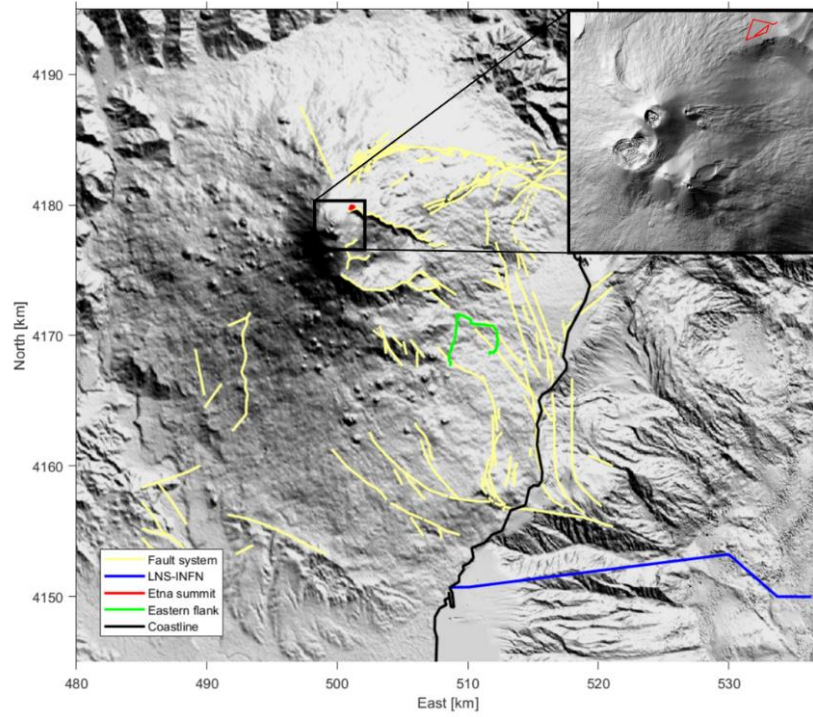 4190
4180
4170
4160
4150
North [km]
Fault system
LNS-INFN
Etna summit
Eastern flank
Coastline
480
490
500
510
520
530
East [km]